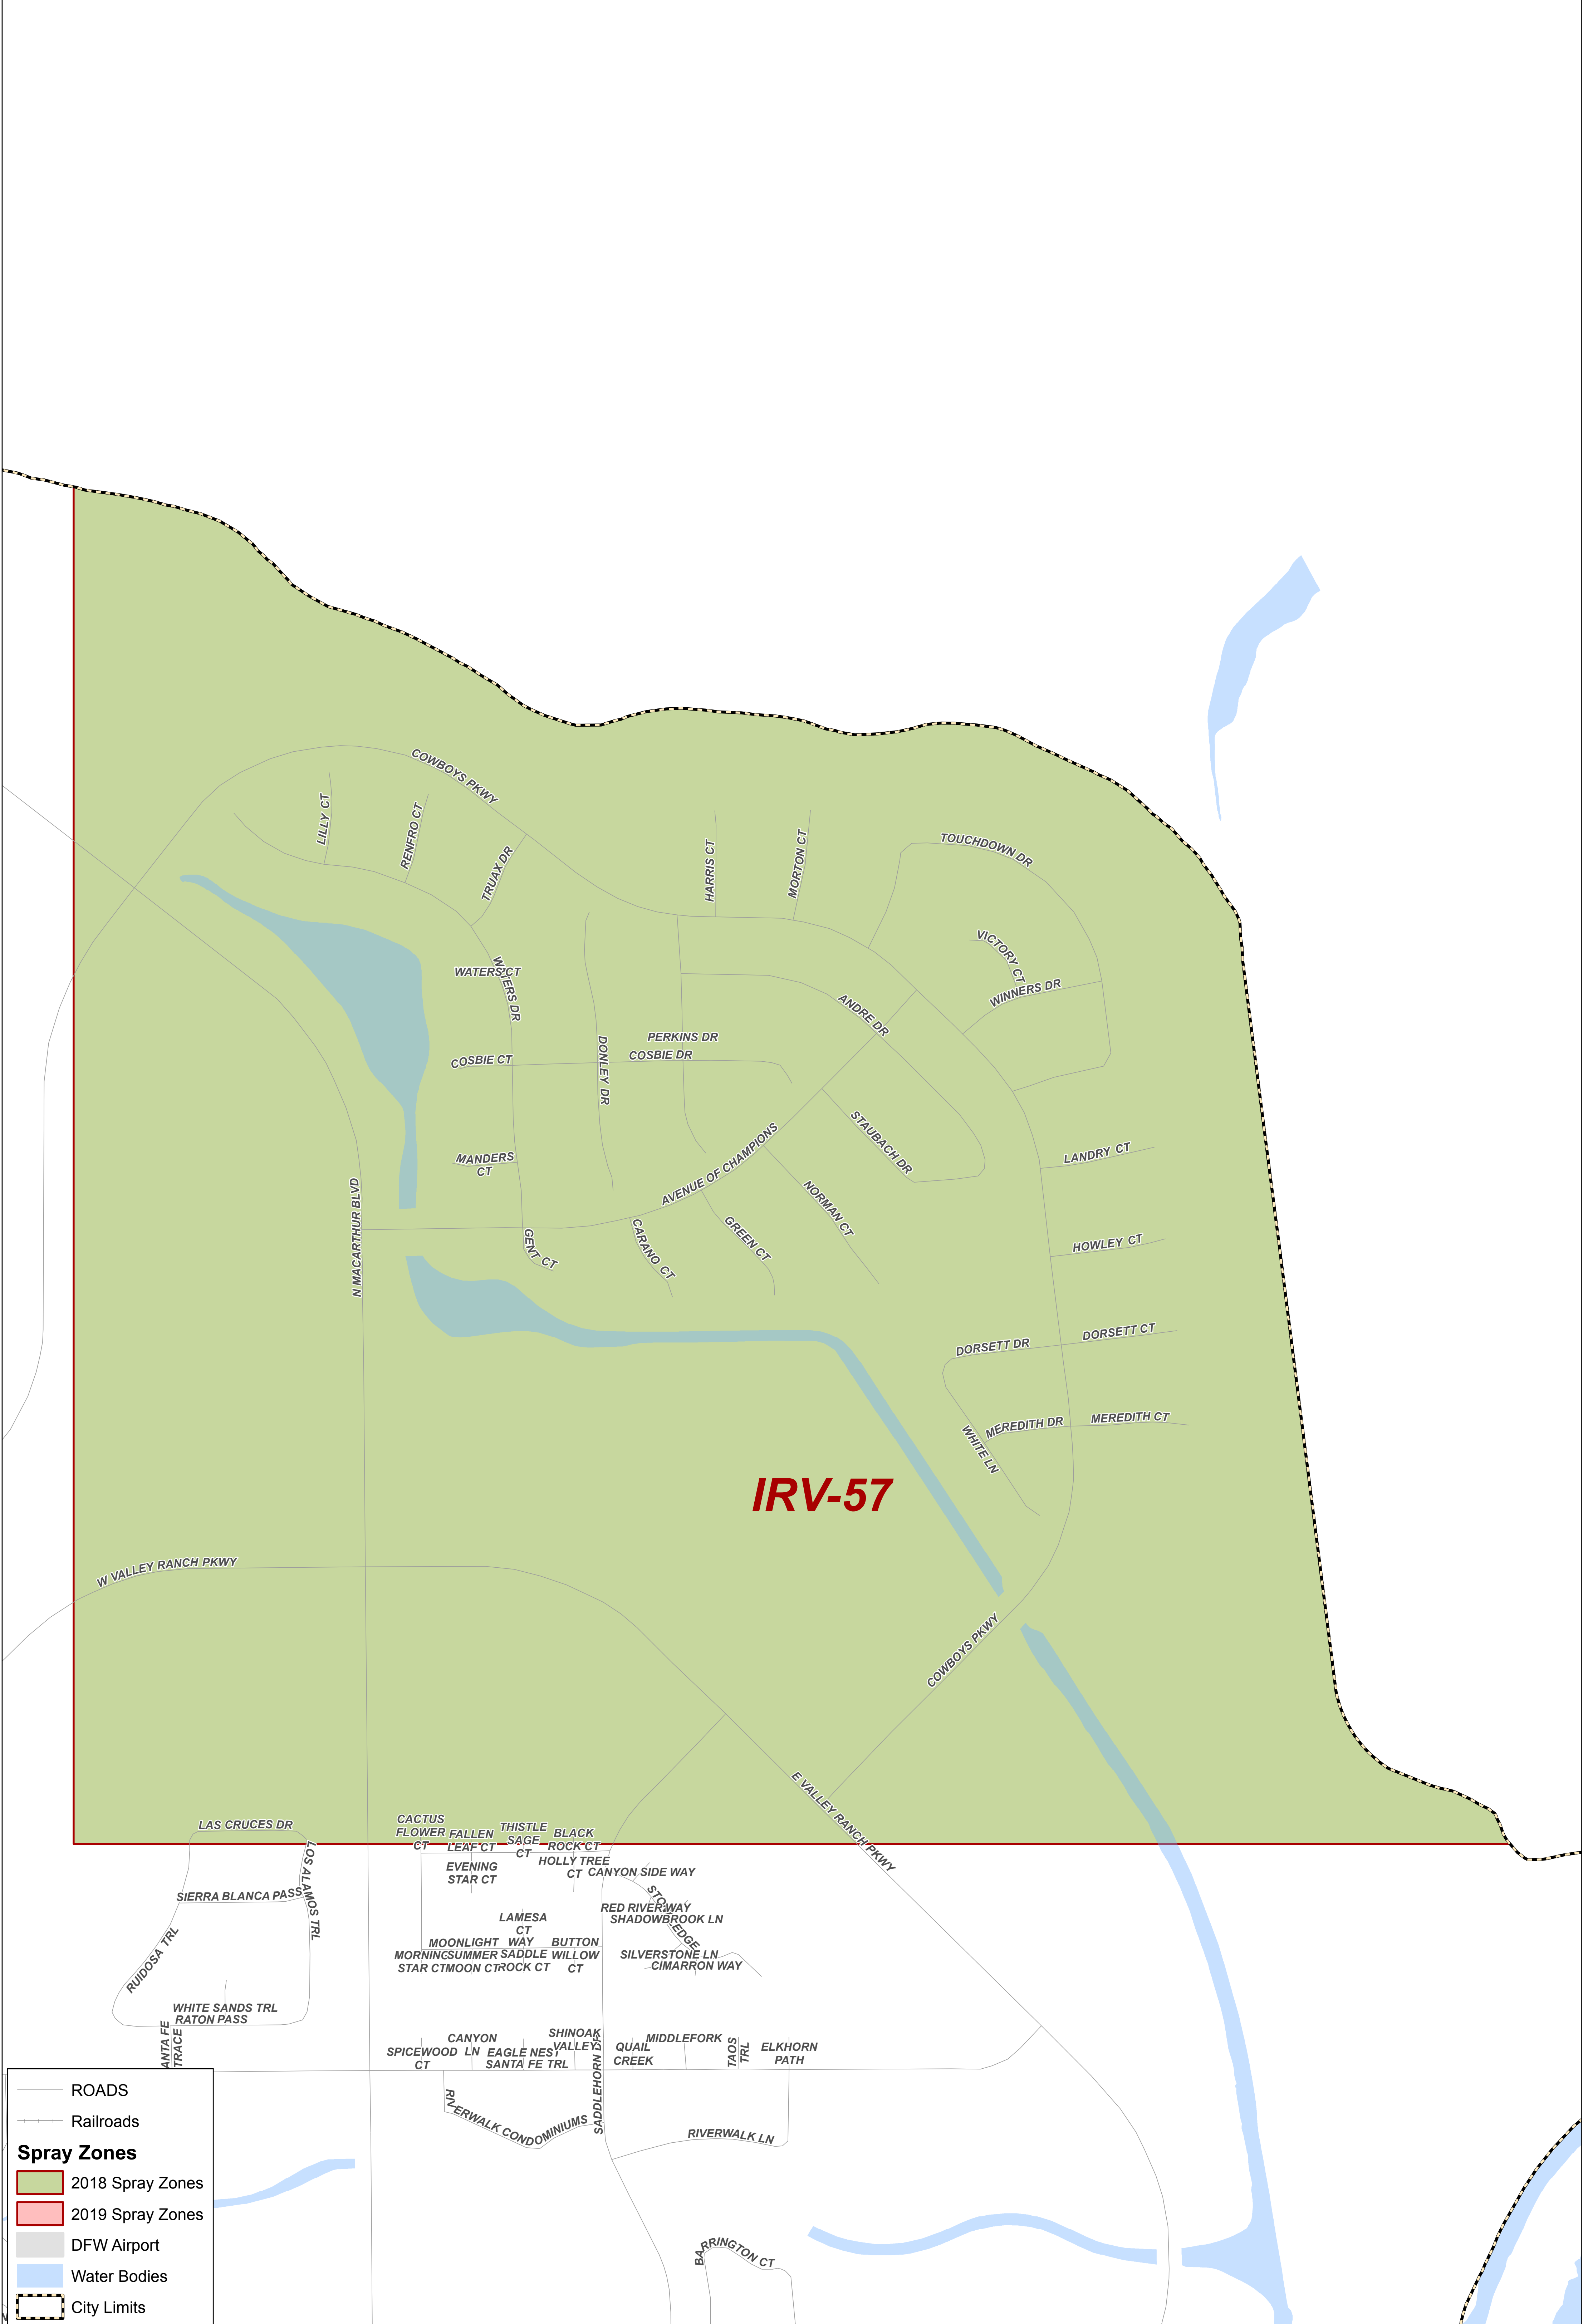 COWBOYS PKWY
LILLY CT
RENFRO CT
TRUAX DR
HARRIS CT
MORTON CT
TOUCHDOWN DR
VICTORY CT
WINNERS DR
WATERS CT
WATERS DR
ANDRE DR
PERKINS DR
COSBIE CT
DONLEY DR
COSBIE DR
STAUBACH DR
LANDRY CT
MANDERS
CT
AVENUE OF CHAMPIONS
N MACARTHUR BLVD
NORMAN CT
GREEN CT
CARANO CT
GENT CT
HOWLEY CT
DORSETT DR
DORSETT CT
MEREDITH DR
MEREDITH CT
WHITE LN
IRV-57
W VALLEY RANCH PKWY
COWBOYS PKWY
E VALLEY RANCH PKWY
LAS CRUCES DR
CACTUS
FLOWER
CT
FALLEN
LEAF CT
THISTLE
SAGE
CT
BLACK
ROCK CT
LOS ALAMOS TRL
EVENING
STAR CT
HOLLY TREE
CT
CANYON SIDE WAY
SIERRA BLANCA PASS
RED RIVER WAY
SHADOWBROOK LN
LAMESA
CT
RUIDOSA TRL
MOONLIGHT
WAY
BUTTON
WILLOW
CT
MORNING
STAR CT
SUMMER
MOON CT
SADDLE
ROCK CT
SILVERSTONE LN
CIMARRON WAY
WHITE SANDS TRL
RATON PASS
TRACE
SPICEWOOD
CT
CANYON
LN
EAGLE NEST
SANTA FE TRL
SHINOAK
VALLEY
SADDLEHORN DR
QUAIL
CREEK
MIDDLEFORK
TAOS
TRL
ELKHORN
PATH
RIVERWALK CONDOMINIUMS
RIVERWALK LN
BARRINGTON CT
ROADS
Railroads
Spray Zones
2018 Spray Zones
2019 Spray Zones
DFW Airport
Water Bodies
City Limits